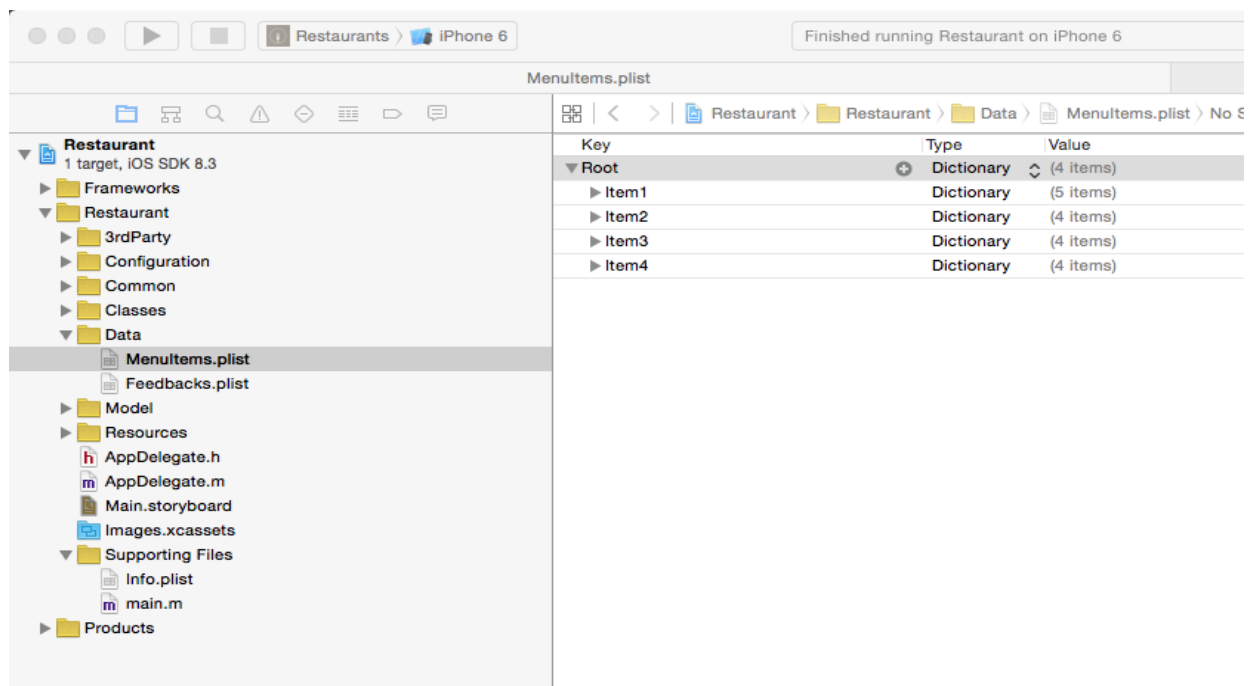 Restaurants 〉 iPhone 6
Finished running Restaurant on iPhone 6
MenuItems.plist
Restaurant
1 target, iOS SDK 8.3
Frameworks
Restaurant
3rdParty
Configuration
Common
Classes
Data
MenuItems.plist
Feedbacks.plist
Model
Resources
h AppDelegate.h
m AppDelegate.m
Main.storyboard
Images.xcassets
Supporting Files
Info.plist
m main.m
Products
Restaurant 〉 Restaurant 〉 Data 〉 MenuItems.plist 〉 No S
Key Type Value
Root Dictionary (4 items)
Item1 Dictionary (5 items)
Item2 Dictionary (4 items)
Item3 Dictionary (4 items)
Item4 Dictionary (4 items)